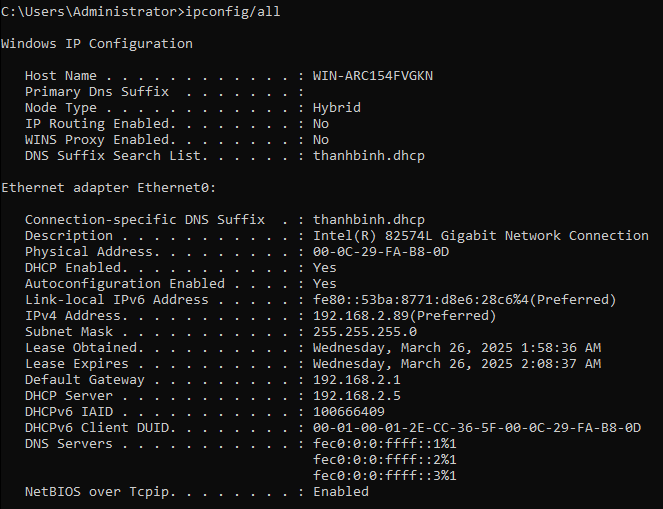 C:\Users\Administrator>ipconfig/all
Windows IP Configuration
Host Name . . . . . . . . . . . . : WIN-ARC154FVGKN
Primary Dns Suffix  . . . . . . . :
Node Type . . . . . . . . . . . . : Hybrid
IP Routing Enabled. . . . . . . . : No
WINS Proxy Enabled. . . . . . . . : No
DNS Suffix Search List. . . . . . : thanhbinh.dhcp
Ethernet adapter Ethernet0:
Connection-specific DNS Suffix  . : thanhbinh.dhcp
Description . . . . . . . . . . . : Intel(R) 82574L Gigabit Network Connection
Physical Address. . . . . . . . . : 00-0C-29-FA-B8-0D
DHCP Enabled. . . . . . . . . . . : Yes
Autoconfiguration Enabled . . . . : Yes
Link-local IPv6 Address . . . . . : fe80::53ba:8771:d8e6:28c6%4(Preferred)
IPv4 Address. . . . . . . . . . . : 192.168.2.89(Preferred)
Subnet Mask . . . . . . . . . . . : 255.255.255.0
Lease Obtained. . . . . . . . . . : Wednesday, March 26, 2025 1:58:36 AM
Lease Expires . . . . . . . . . . : Wednesday, March 26, 2025 2:08:37 AM
Default Gateway . . . . . . . . . : 192.168.2.1
DHCP Server . . . . . . . . . . . : 192.168.2.5
DHCPv6 IAID . . . . . . . . . . . : 100666409
DHCPv6 Client DUID. . . . . . . . : 00-01-00-01-2E-CC-36-5F-00-0C-29-FA-B8-0D
DNS Servers . . . . . . . . . . . : fec0:0:0:ffff::1%1
fec0:0:0:ffff::2%1
fec0:0:0:ffff::3%1
NetBIOS over Tcpip. . . . . . . . : Enabled